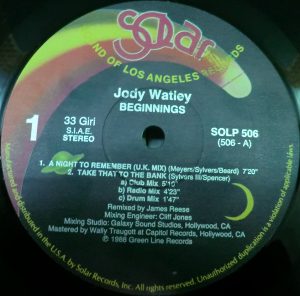 Solar
SOUND OF LOS ANGELES RECORDS
Jody Watley
BEGINNINGS
1
33 Giri
S.I.A.E.
STEREO
SOLP 506
(506 - A)
1. A NIGHT TO REMEMBER (U.K. MIX) (Meyers/Sylvers/Beard) 7'20"
2. TAKE THAT TO THE BANK (Sylvers III/Spencer)
a) Club Mix 5'10"
b) Radio Mix 4'23"
c) Drum Mix 1'47"
Remixed by James Reese
Mixing Engineer: Cliff Jones
Mixing Studio: Galaxy Sound Studios, Hollywood, CA
Mastered by Wally Traugott at Capitol Records, Hollywood, CA
© 1986 Green Line Records
Manufactured and distributed in the U.S.A. by Solar Records, Inc. All Rights Reserved. Unauthorized duplication is a violation of applicable laws.